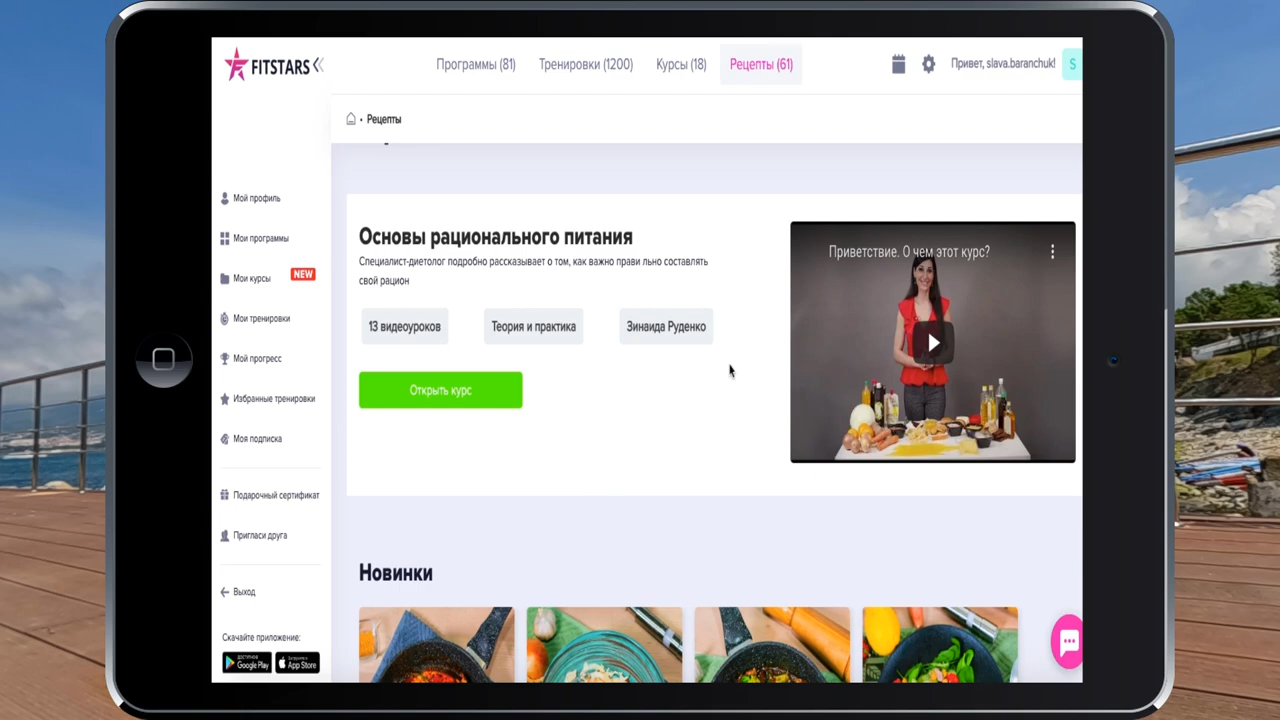 FITSTARS
Программы (81)
Тренировки (1200)
Курсы (18)
Рецепты (61)
Привет, slava.baranchuk!
S
Рецепты
Мой профиль
Мои программы
Мои курсы
NEW
Мои тренировки
Мой прогресс
Избранные тренировки
Моя подписка
Подарочный сертификат
Пригласи друга
Выход
Скачайте приложение:
Google Play
App Store
Основы рационального питания
Специалист-диетолог подробно рассказывает о том, как важно прави льно составлять
свой рацион
13 видеоуроков
Теория и практика
Зинаида Руденко
Открыть курс
Приветствие. О чем этот курс?
Новинки